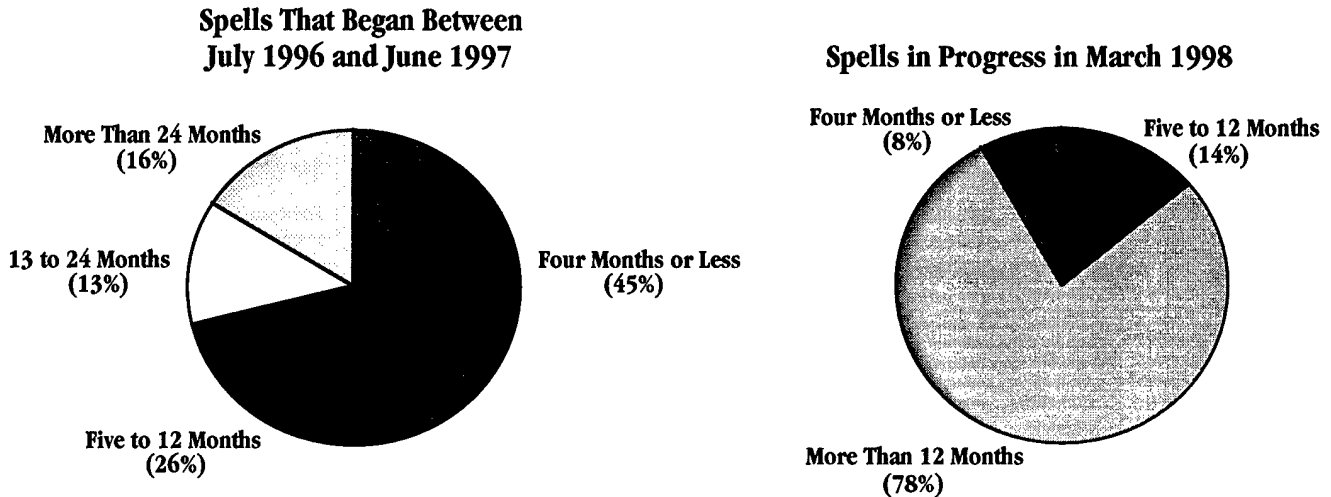 Spells That Began Between
July 1996 and June 1997
More Than 24 Months
(16%)
13 to 24 Months
(13%)
Four Months or Less
(45%)
Five to 12 Months
(26%)
Spells in Progress in March 1998
Four Months or Less
(8%)
Five to 12 Months
(14%)
More Than 12 Months
(78%)